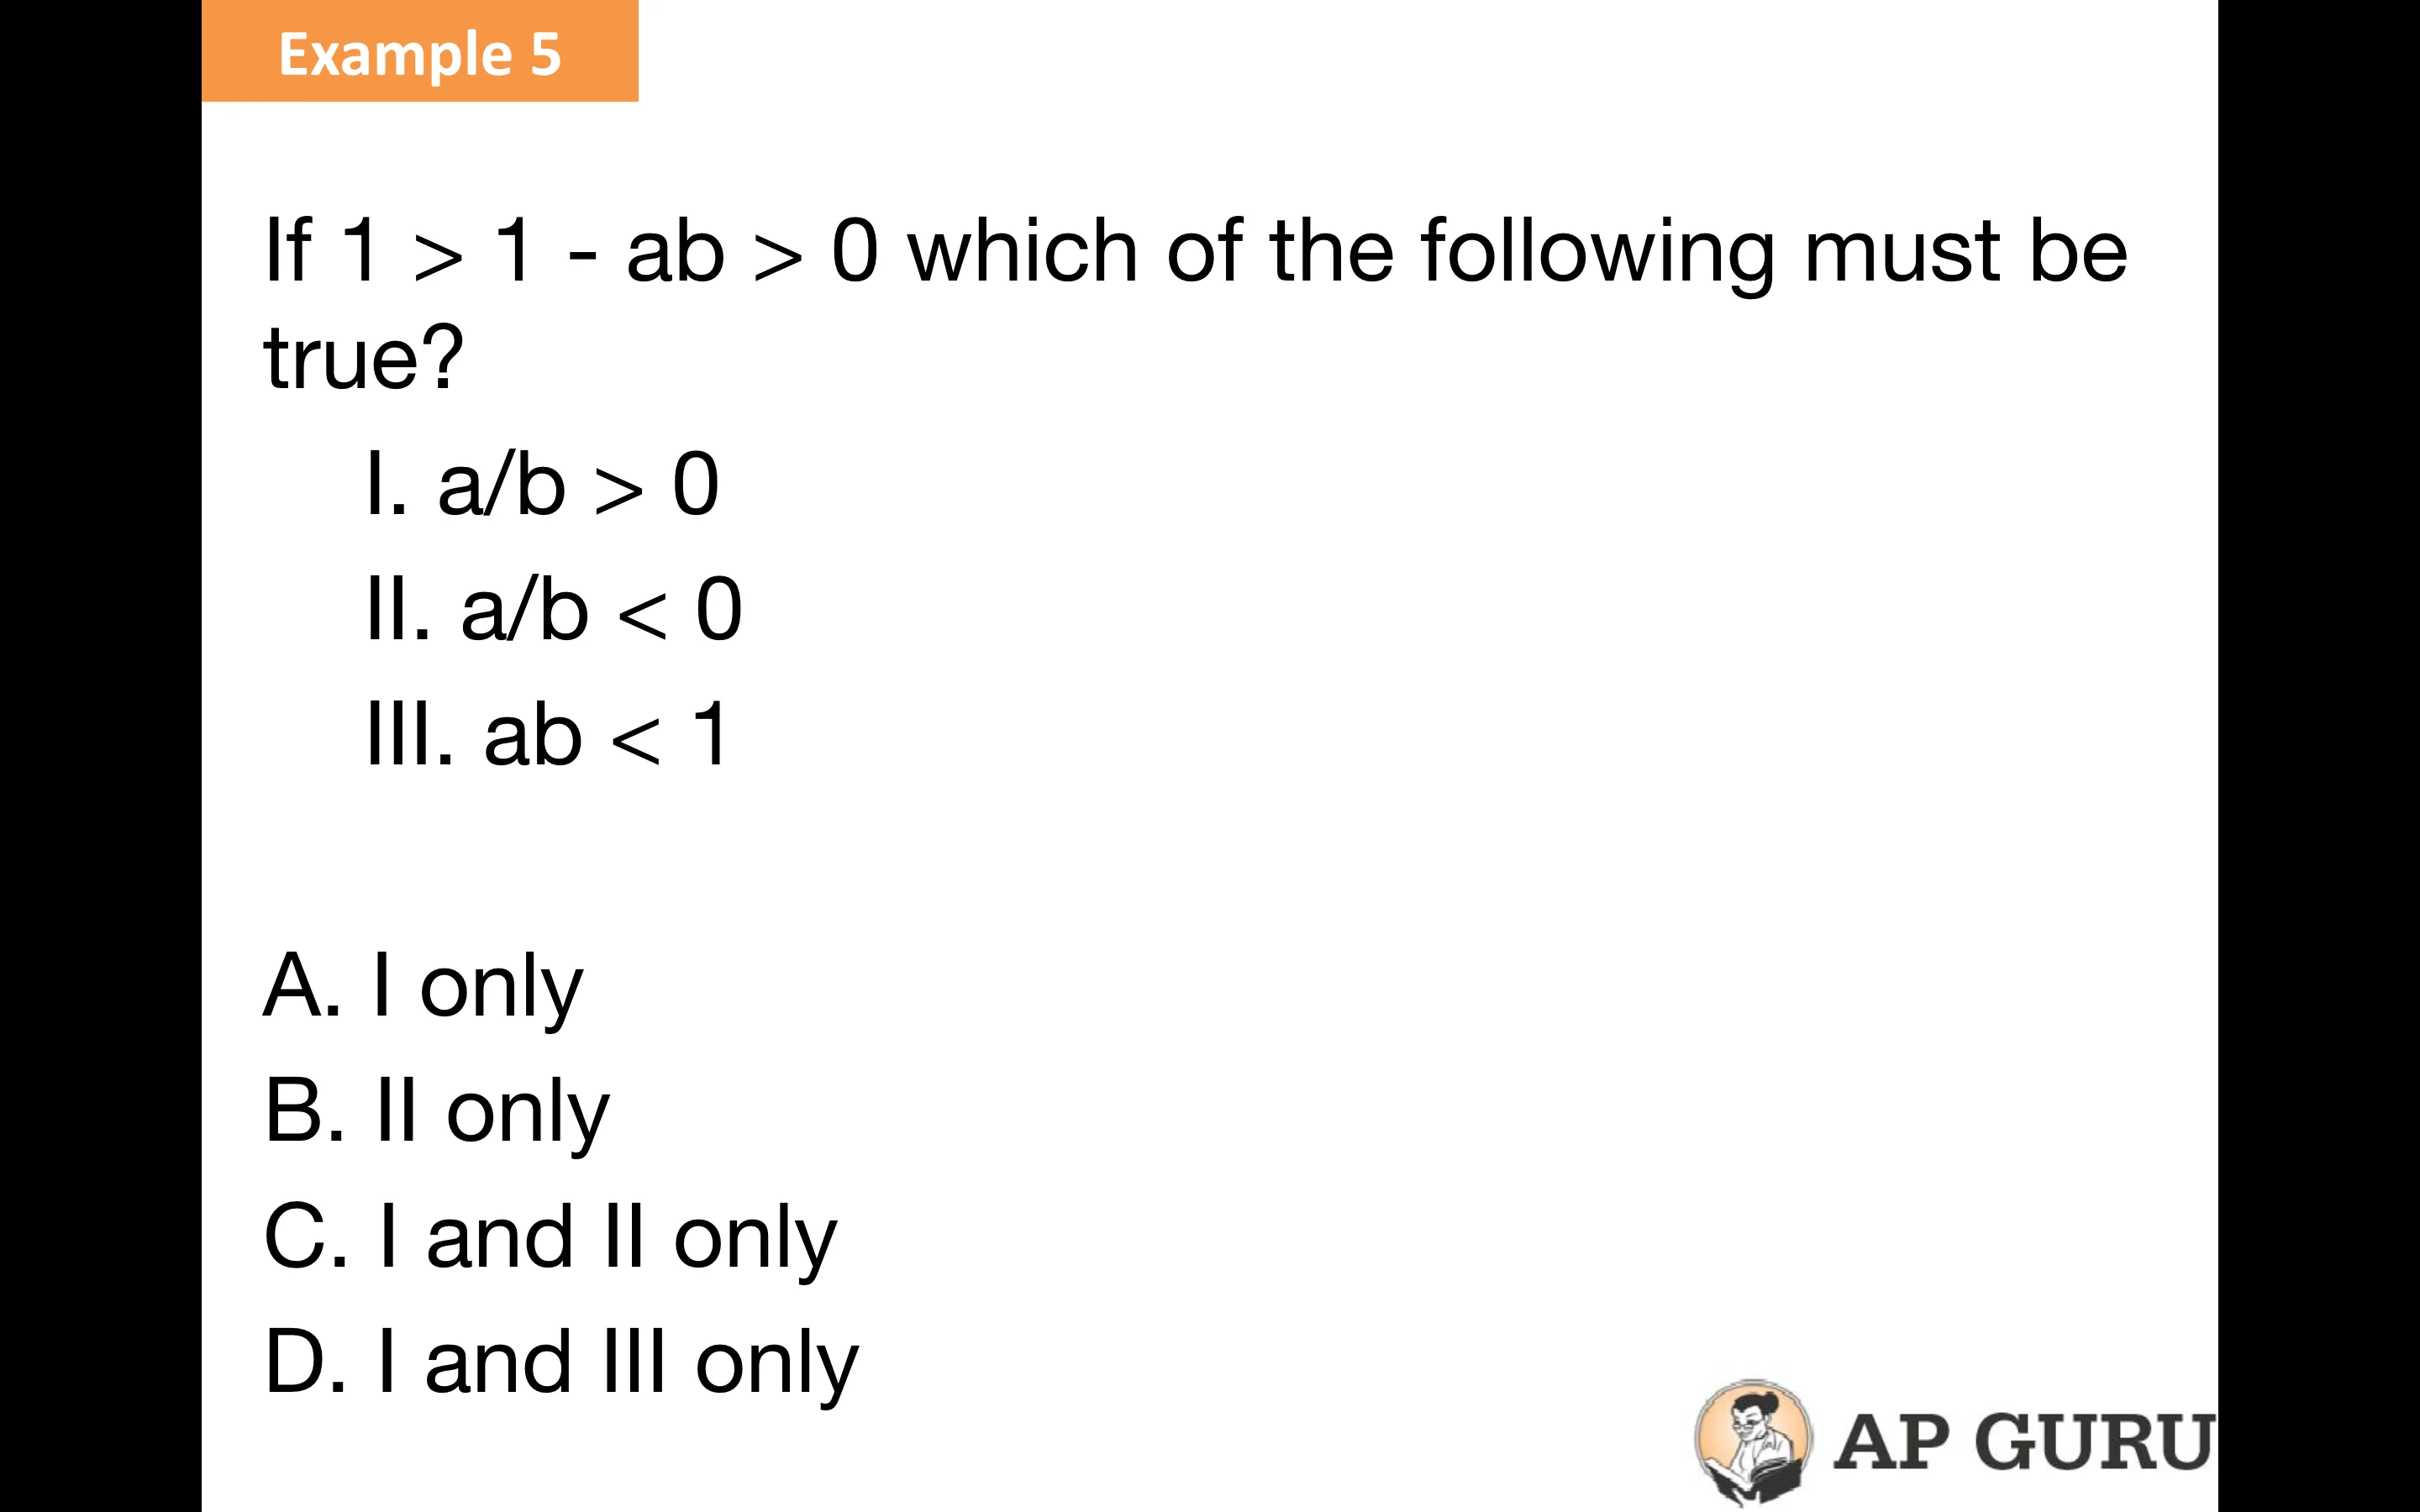 Example 5
If 1 > 1 - ab > 0 which of the following must be
true?
I. a/b > 0
II. a/b < 0
III. ab < 1
A. I only
B. II only
C. I and II only
D. I and III only
AP GURU